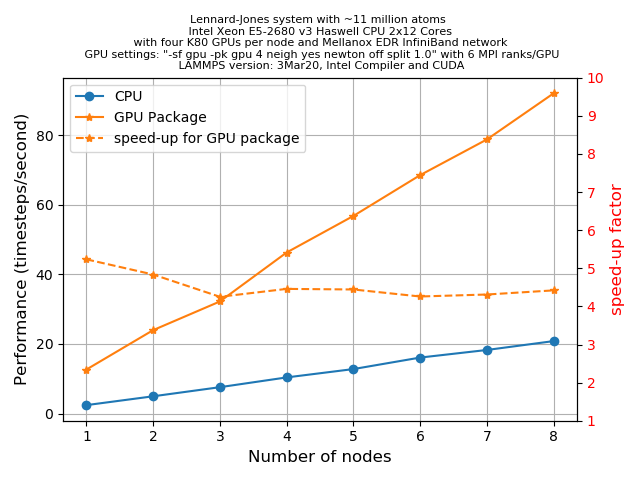 Lennard-Jones system with ~11 million atoms
Intel Xeon E5-2680 v3 Haswell CPU 2x12 Cores
with four K80 GPUs per node and Mellanox EDR InfiniBand network
GPU settings: "-sf gpu -pk gpu 4 neigh yes newton off split 1.0" with 6 MPI ranks/GPU
LAMMPS version: 3Mar20, Intel Compiler and CUDA
CPU
GPU Package
speed-up for GPU package
Performance (timesteps/second)
80
60
40
20
0
10
9
8
7
6
5
4
3
2
1
speed-up factor
1 2 3 4 5 6 7 8
Number of nodes